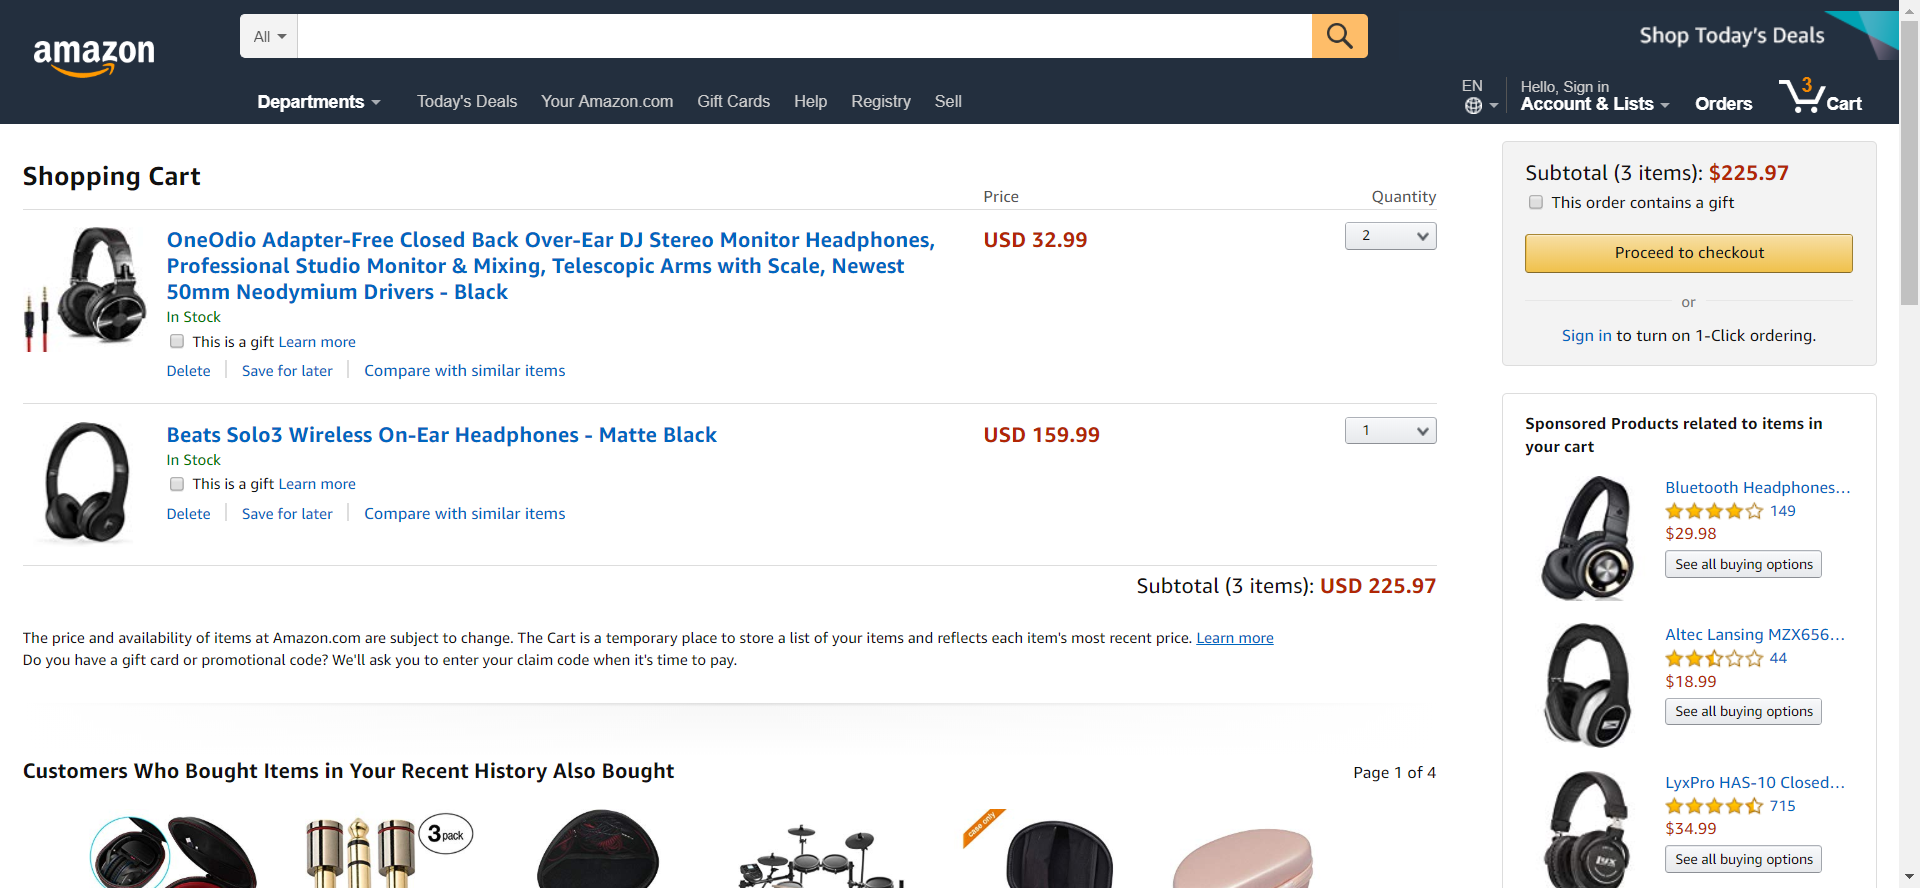 All
Shop Today's Deals
amazon
Departments
Today's Deals
Your Amazon.com
Gift Cards
Help
Registry
Sell
EN
Hello, Sign in
Account & Lists
Orders
3
Cart
Shopping Cart
Price
Quantity
OneOdio Adapter-Free Closed Back Over-Ear DJ Stereo Monitor Headphones,
Professional Studio Monitor & Mixing, Telescopic Arms with Scale, Newest
50mm Neodymium Drivers - Black
USD 32.99
2
In Stock
This is a gift Learn more
Delete
Save for later
Compare with similar items
Beats Solo3 Wireless On-Ear Headphones - Matte Black
USD 159.99
1
In Stock
This is a gift Learn more
Delete
Save for later
Compare with similar items
Subtotal (3 items): USD 225.97
The price and availability of items at Amazon.com are subject to change. The Cart is a temporary place to store a list of your items and reflects each item's most recent price. Learn more
Do you have a gift card or promotional code? We'll ask you to enter your claim code when it's time to pay.
Customers Who Bought Items in Your Recent History Also Bought
Page 1 of 4
3 pack
case only
Subtotal (3 items): $225.97
This order contains a gift
Proceed to checkout
or
Sign in to turn on 1-Click ordering.
Sponsored Products related to items in
your cart
Bluetooth Headphones...
149
$29.98
See all buying options
Altec Lansing MZX656...
44
$18.99
See all buying options
LyxPro HAS-10 Closed...
715
$34.99
See all buying options
LYX